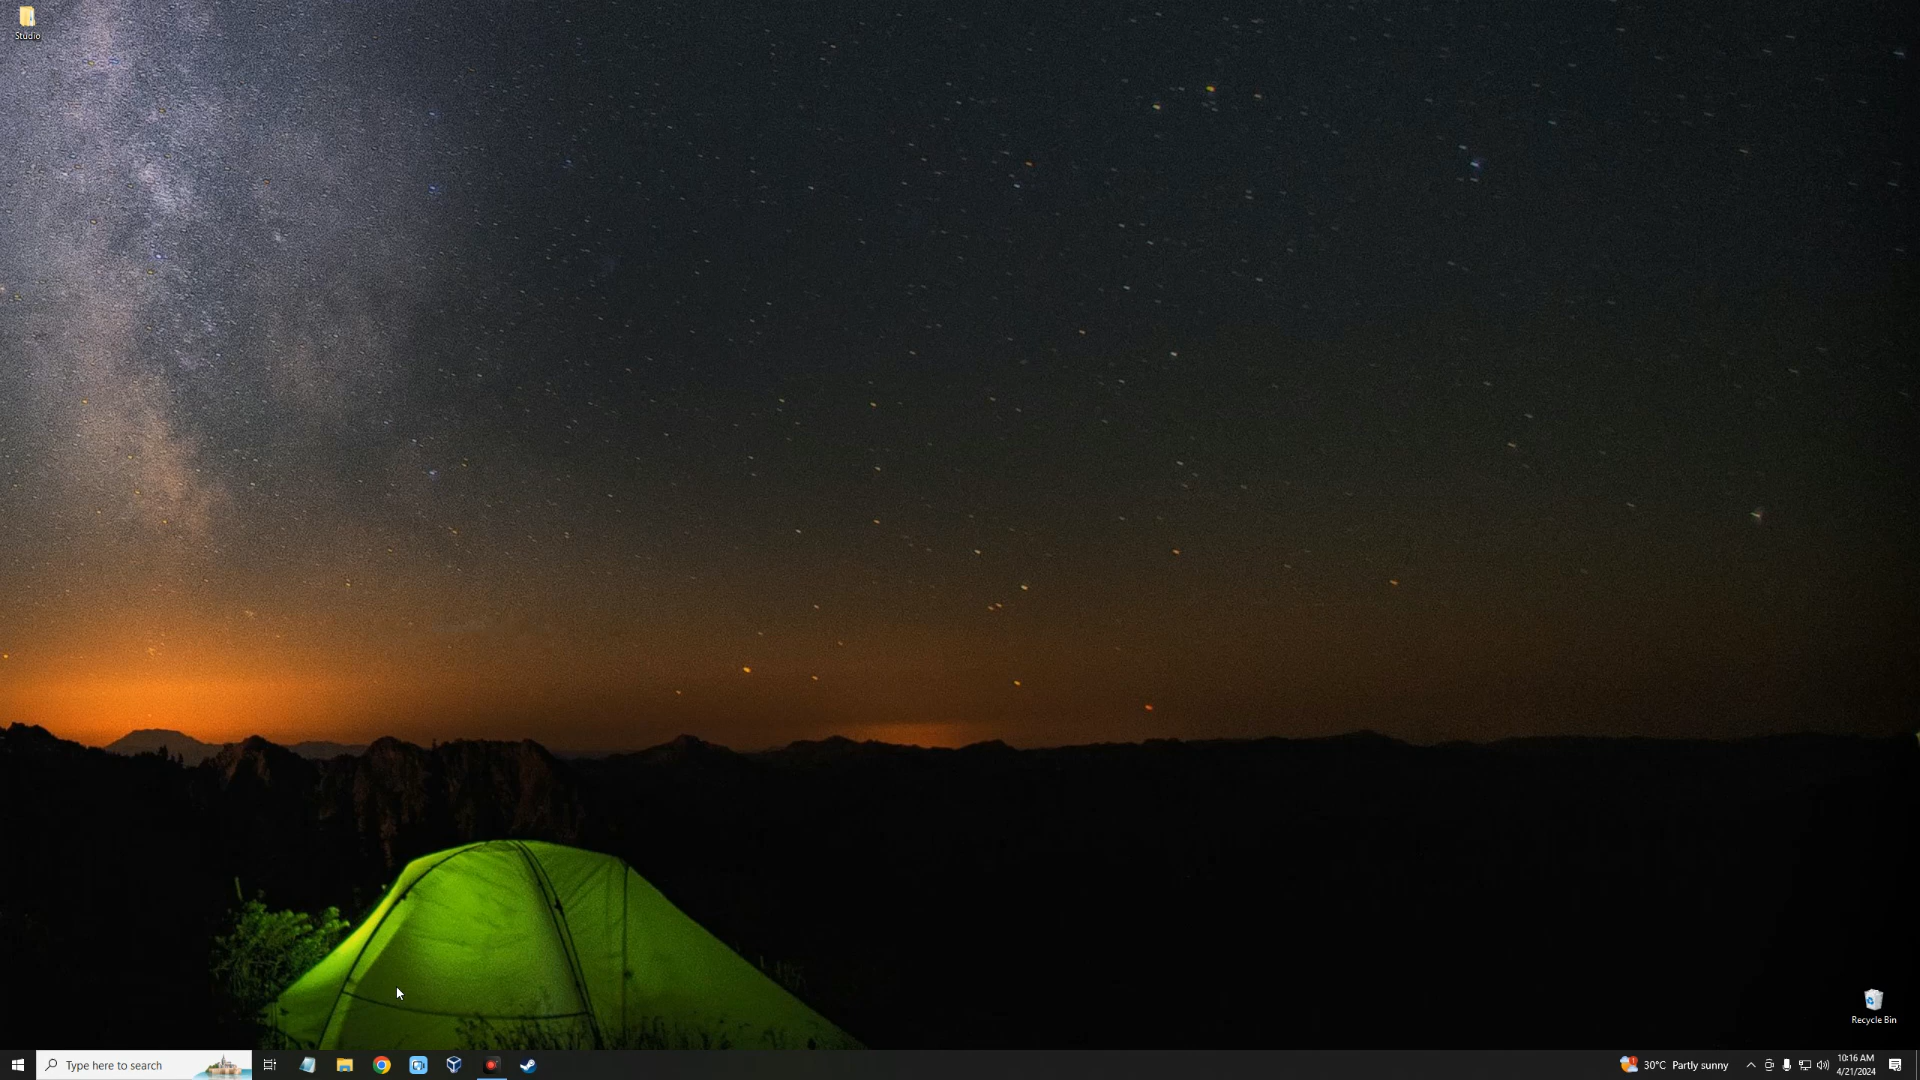 Studio
Recycle Bin
Type here to search
30°C Partly sunny
10:16 AM
4/21/2024